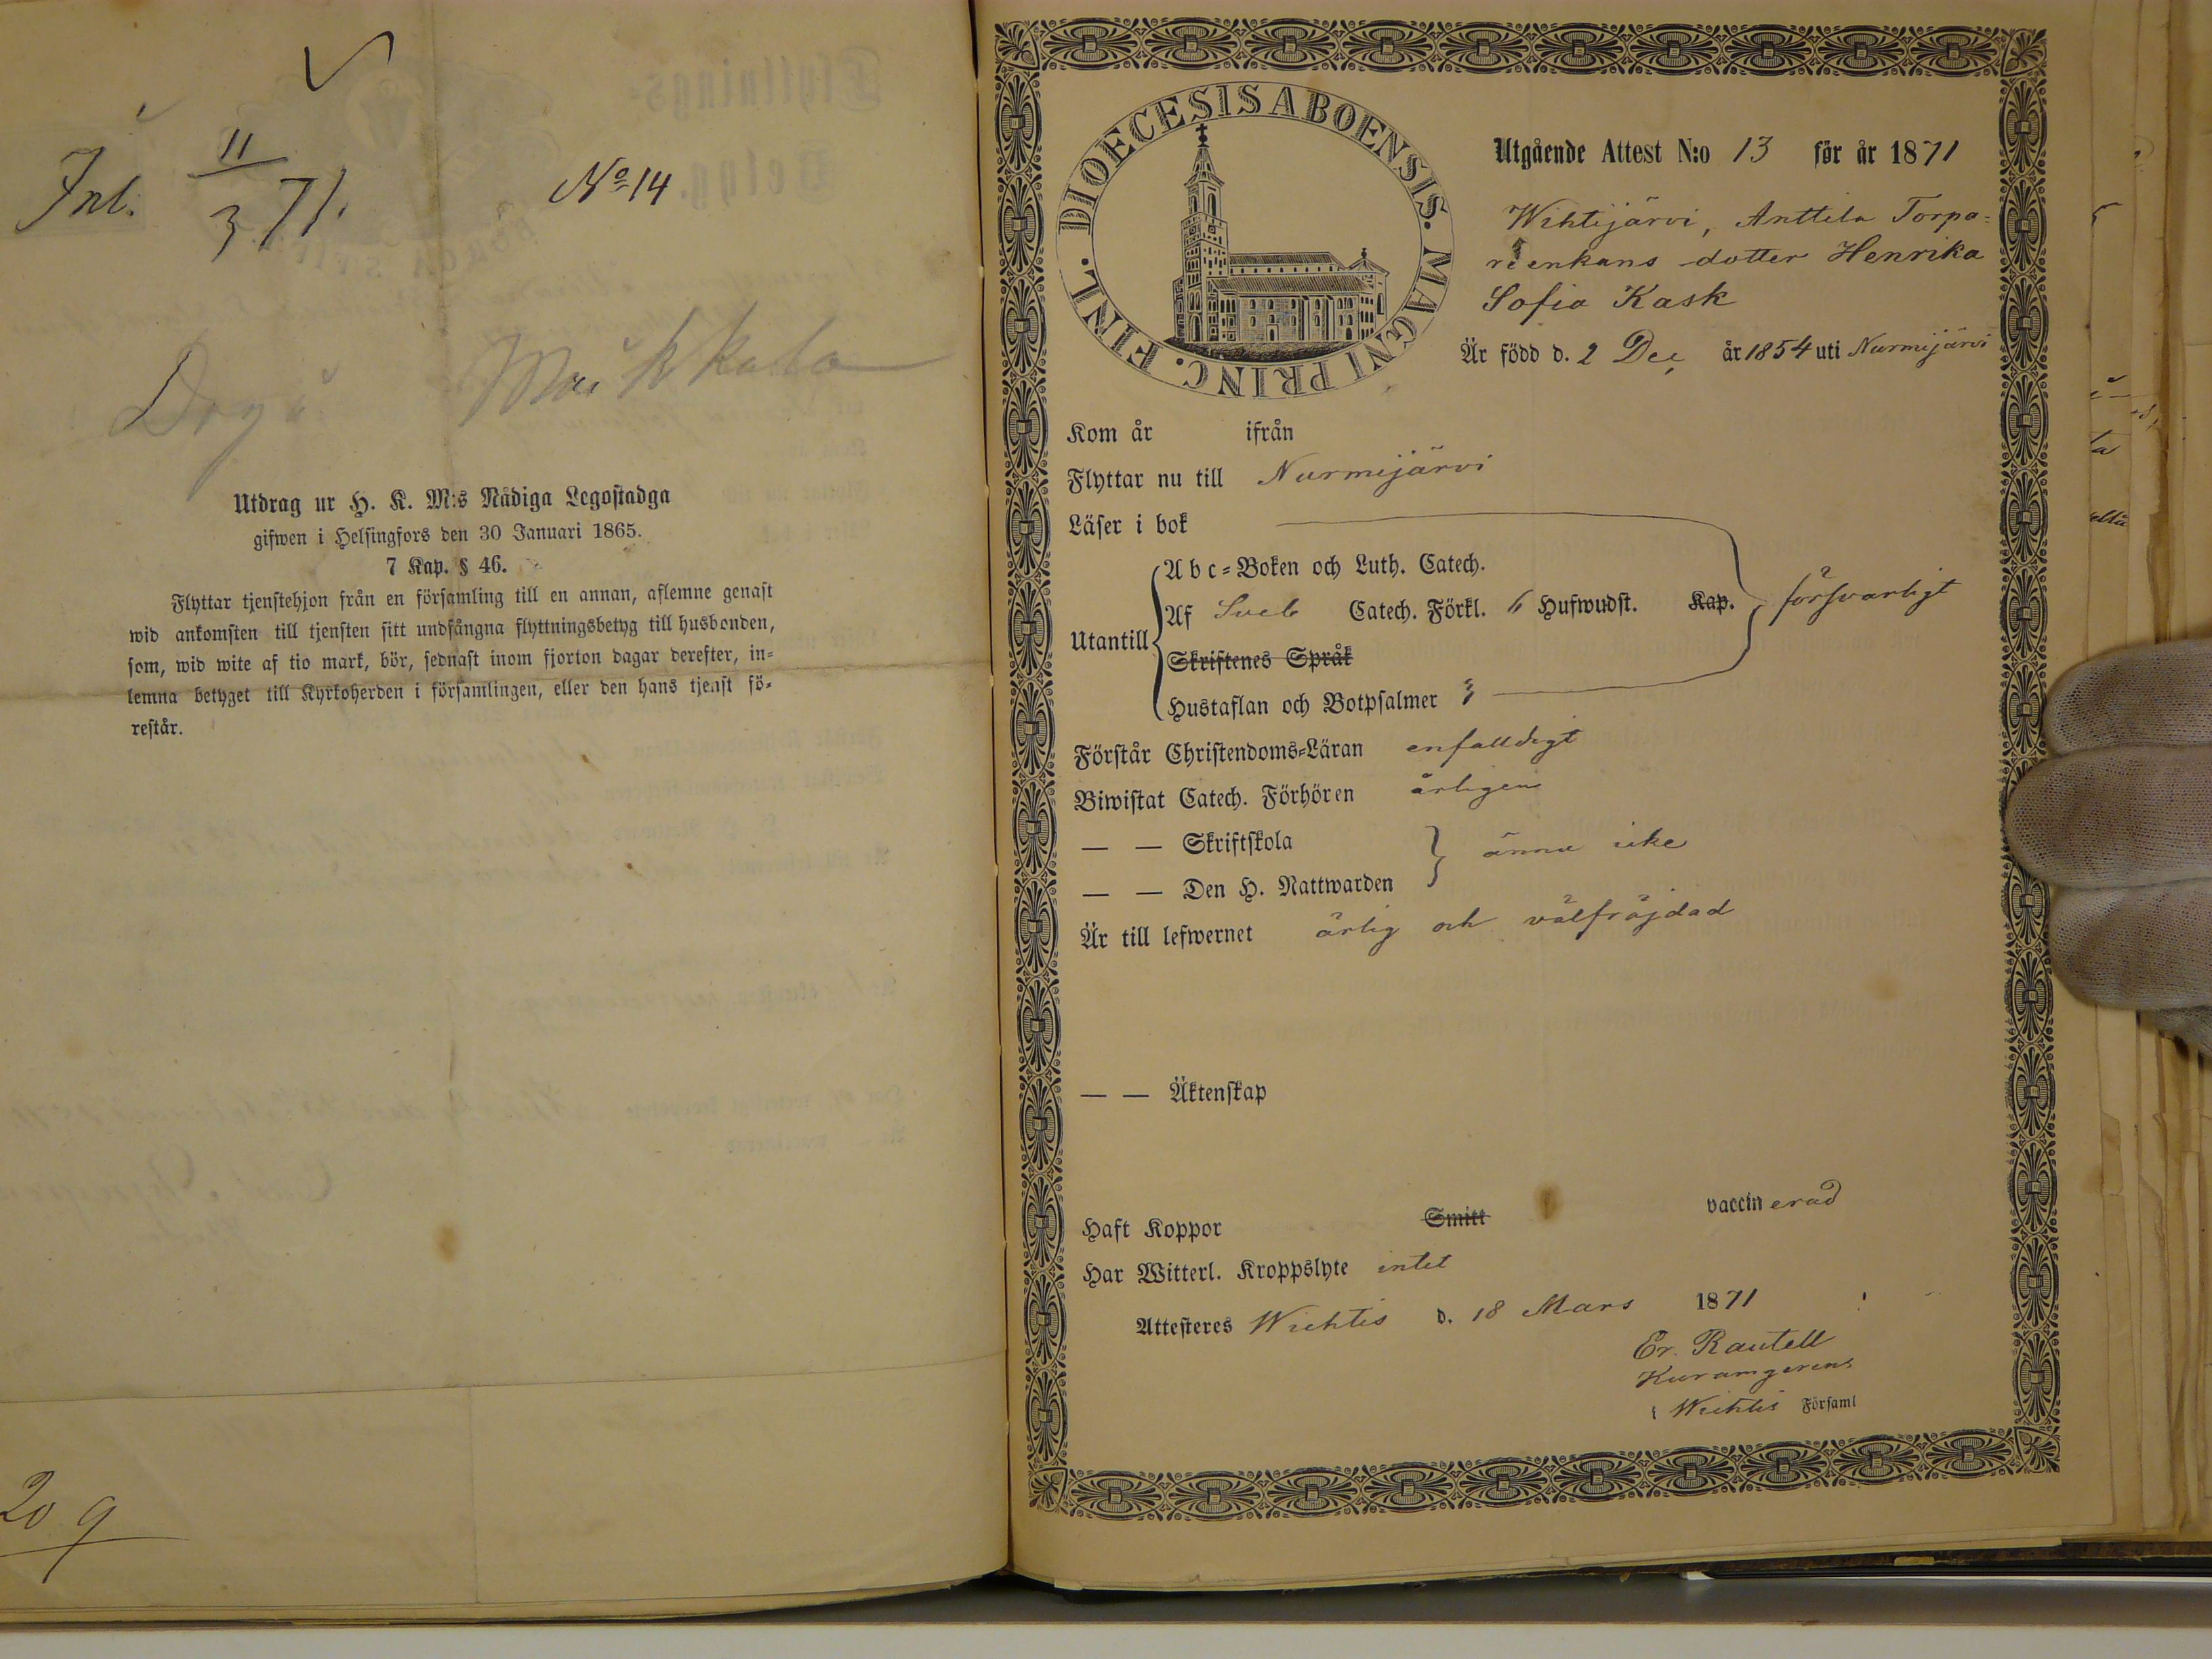 Inl. 11/3 71.
No 14
Utdrag ur H. K. M:s Nådiga Legostadga
gifwen i Helsingfors den 30 Januari 1865.
7 Kap. § 46.
Flyttar tjenstehjon från en församling till en annan, aflemne genast
wid ankomsten till tjensten sitt undfångna flyttningsbetyg till husbonden,
som, wid wite af tio mark, bör, sednast inom fjorton dagar derefter, in-
lemna betyget till Kyrkoherden i församlingen, eller den hans tjenst fö-
restår.
20 9
DIOECESIS ABOENSIS. MAGNI PRINC. FINL.
Utgående Attest N:o 13 för år 1871
Wihtijärvi, Anttila Torpa-
reenkans dotter Henrika
Sofia Kask
Är född d. 2 Dec, år 1854 uti Nurmijärvi
Kom år ifrån
Flyttar nu till Nurmijärvi
Läser i bok
Abc-Boken och Luth. Catech.
Utantill Af Sveb Catech. Förkl. 6 Hufwudst. Kap. försvarligt
Skriftenes Språk
Hustaflan och Botpsalmer
Förstår Christendoms-Läran enfalldigt
Biwistat Catech. Förhören årligen
— — Skriftskola
— — Den H. Nattwarden ännu icke
Är till lefwernet ärlig och välfräjdad
— — Äktenskap
Haft Koppor Smitt vaccinerad
Har Witterl. Kroppslyte intet
Attesteres Wichtis d. 18 Mars 1871
Er. Rautell
Kuramgerens
i Wichtis Församl